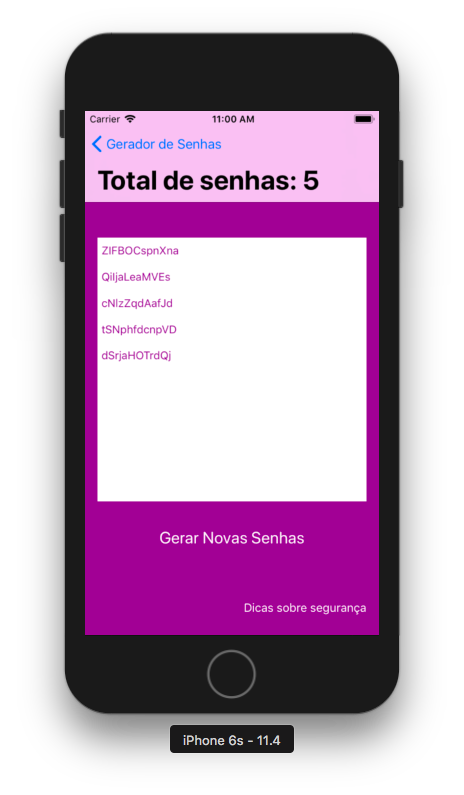 Carrier
11:00 AM
Gerador de Senhas
Total de senhas: 5
ZIFBOCspnXna
QiljaLeaMVEs
cNIzZqdAafJd
tSNphfdcnpVD
dSrjaHOTrdQj
Gerar Novas Senhas
Dicas sobre segurança
iPhone 6s - 11.4